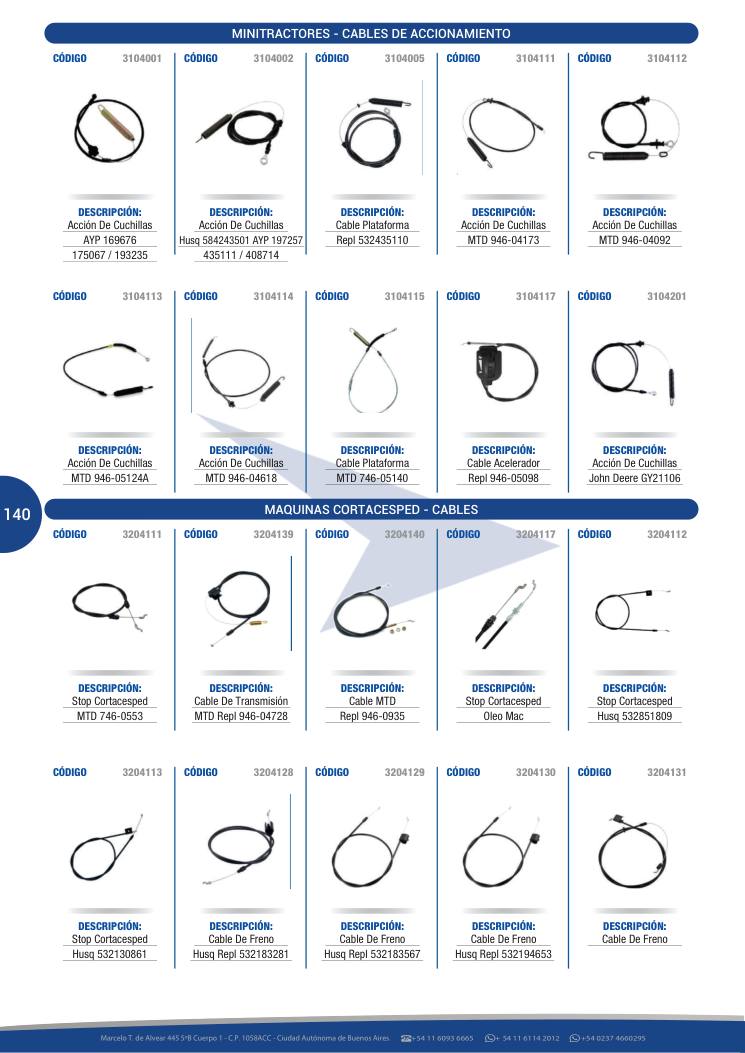 MINITRACTORES - CABLES DE ACCIONAMIENTO
CÓDIGO 3104001
DESCRIPCIÓN:
Acción De Cuchillas
AYP 169676
175067 / 193235
CÓDIGO 3104002
DESCRIPCIÓN:
Acción De Cuchillas
Husq 584243501 AYP 197257
435111 / 408714
CÓDIGO 3104005
DESCRIPCIÓN:
Cable Plataforma
Repl 532435110
CÓDIGO 3104111
DESCRIPCIÓN:
Acción De Cuchillas
MTD 946-04173
CÓDIGO 3104112
DESCRIPCIÓN:
Acción De Cuchillas
MTD 946-04092
CÓDIGO 3104113
DESCRIPCIÓN:
Acción De Cuchillas
MTD 946-05124A
CÓDIGO 3104114
DESCRIPCIÓN:
Acción De Cuchillas
MTD 946-04618
CÓDIGO 3104115
DESCRIPCIÓN:
Cable Plataforma
MTD 746-05140
CÓDIGO 3104117
DESCRIPCIÓN:
Cable Acelerador
Repl 946-05098
CÓDIGO 3104201
DESCRIPCIÓN:
Acción De Cuchillas
John Deere GY21106
140
MAQUINAS CORTACESPED - CABLES
CÓDIGO 3204111
DESCRIPCIÓN:
Stop Cortacesped
MTD 746-0553
CÓDIGO 3204139
DESCRIPCIÓN:
Cable De Transmisión
MTD Repl 946-04728
CÓDIGO 3204140
DESCRIPCIÓN:
Cable MTD
Repl 946-0935
CÓDIGO 3204117
DESCRIPCIÓN:
Stop Cortacesped
Oleo Mac
CÓDIGO 3204112
DESCRIPCIÓN:
Stop Cortacesped
Husq 532851809
CÓDIGO 3204113
DESCRIPCIÓN:
Stop Cortacesped
Husq 532130861
CÓDIGO 3204128
DESCRIPCIÓN:
Cable De Freno
Husq Repl 532183281
CÓDIGO 3204129
DESCRIPCIÓN:
Cable De Freno
Husq Repl 532183567
CÓDIGO 3204130
DESCRIPCIÓN:
Cable De Freno
Husq Repl 532194653
CÓDIGO 3204131
DESCRIPCIÓN:
Cable De Freno
Marcelo T. de Alvear 445 5ºB Cuerpo 1 - C.P. 1058ACC - Ciudad Autónoma de Buenos Aires. +54 11 6093 6665 + 54 11 6114 2012 +54 0237 4660295